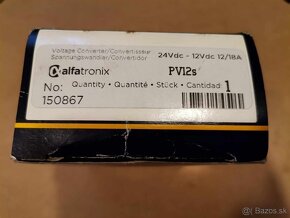 Voltage Converter/Convertisseur
Spannungswandler/Convertidor
24Vdc - 12Vdc 12/18A
alfatronix
PV12s
No:
150867
Quantity • Quantité • Stück • Cantidad:
1
Bazos.sk